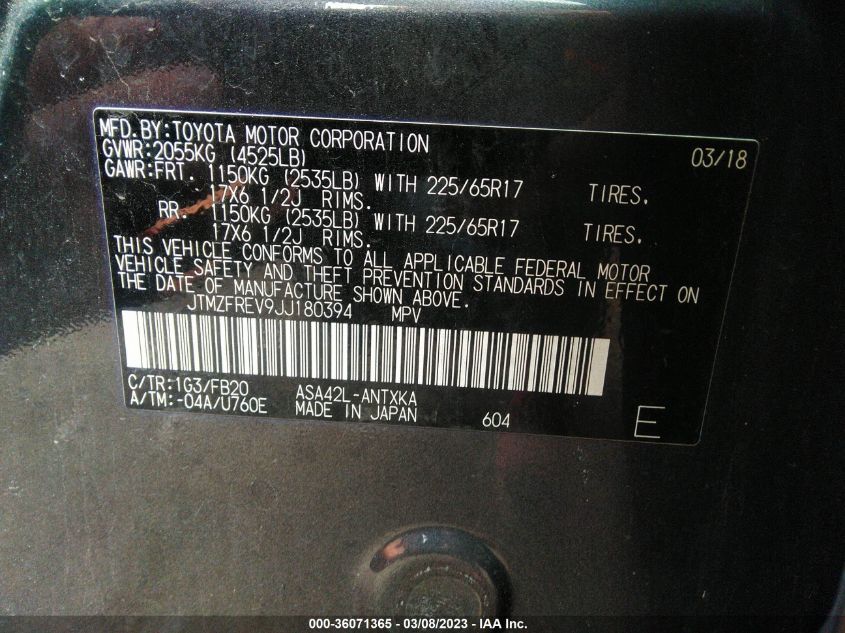 MFD.BY:TOYOTA MOTOR CORPORATION 03/18
GVWR:2055KG (4525LB)
GAWR:FRT. 1150KG (2535LB) WITH 225/65R17 TIRES.
17X6 1/2J RIMS.
RR. 1150KG (2535LB) WITH 225/65R17 TIRES.
17X6 1/2J RIMS.
THIS VEHICLE CONFORMS TO ALL APPLICABLE FEDERAL MOTOR
VEHICLE SAFETY AND THEFT PREVENTION STANDARDS IN EFFECT ON
THE DATE OF MANUFACTURE SHOWN ABOVE.
JTMZFREV9JJ180394 MPV
C/TR:1G3/FB20 ASA42L-ANTXKA
A/TM:-04A/U760E MADE IN JAPAN 604 E
000-36071365 - 03/08/2023 - IAA Inc.